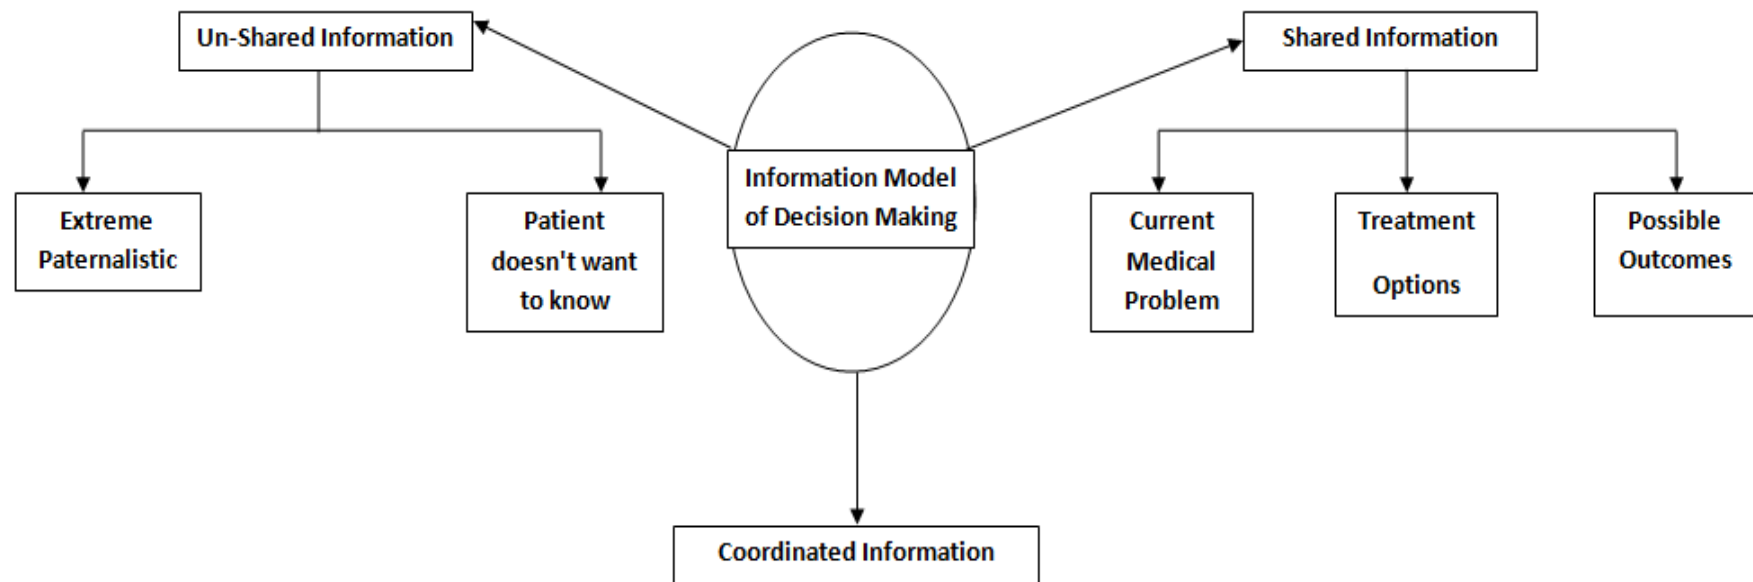 Un-Shared Information
Shared Information
Information Model
of Decision Making
Extreme
Paternalistic
Patient
doesn't want
to know
Current
Medical
Problem
Treatment
Options
Possible
Outcomes
Coordinated Information